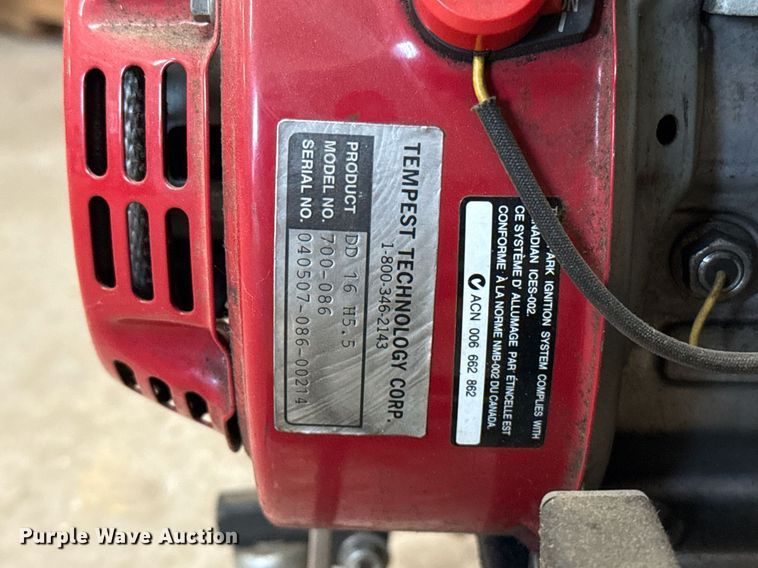 TEMPEST TECHNOLOGY CORP.
1-800-346-2143
PRODUCT DD 16 H5.5
MODEL NO. 700-086
SERIAL NO. 040507-086-00214
ARK IGNITION SYSTEM COMPLIES WITH
NADIAN ICES-002.
CE SYSTÈME D'ALLUMAGE PAR ÉTINCELLE EST
CONFORME À LA NORME NMB-002 DU CANADA.
ACN 006 662 862
Purple Wave Auction